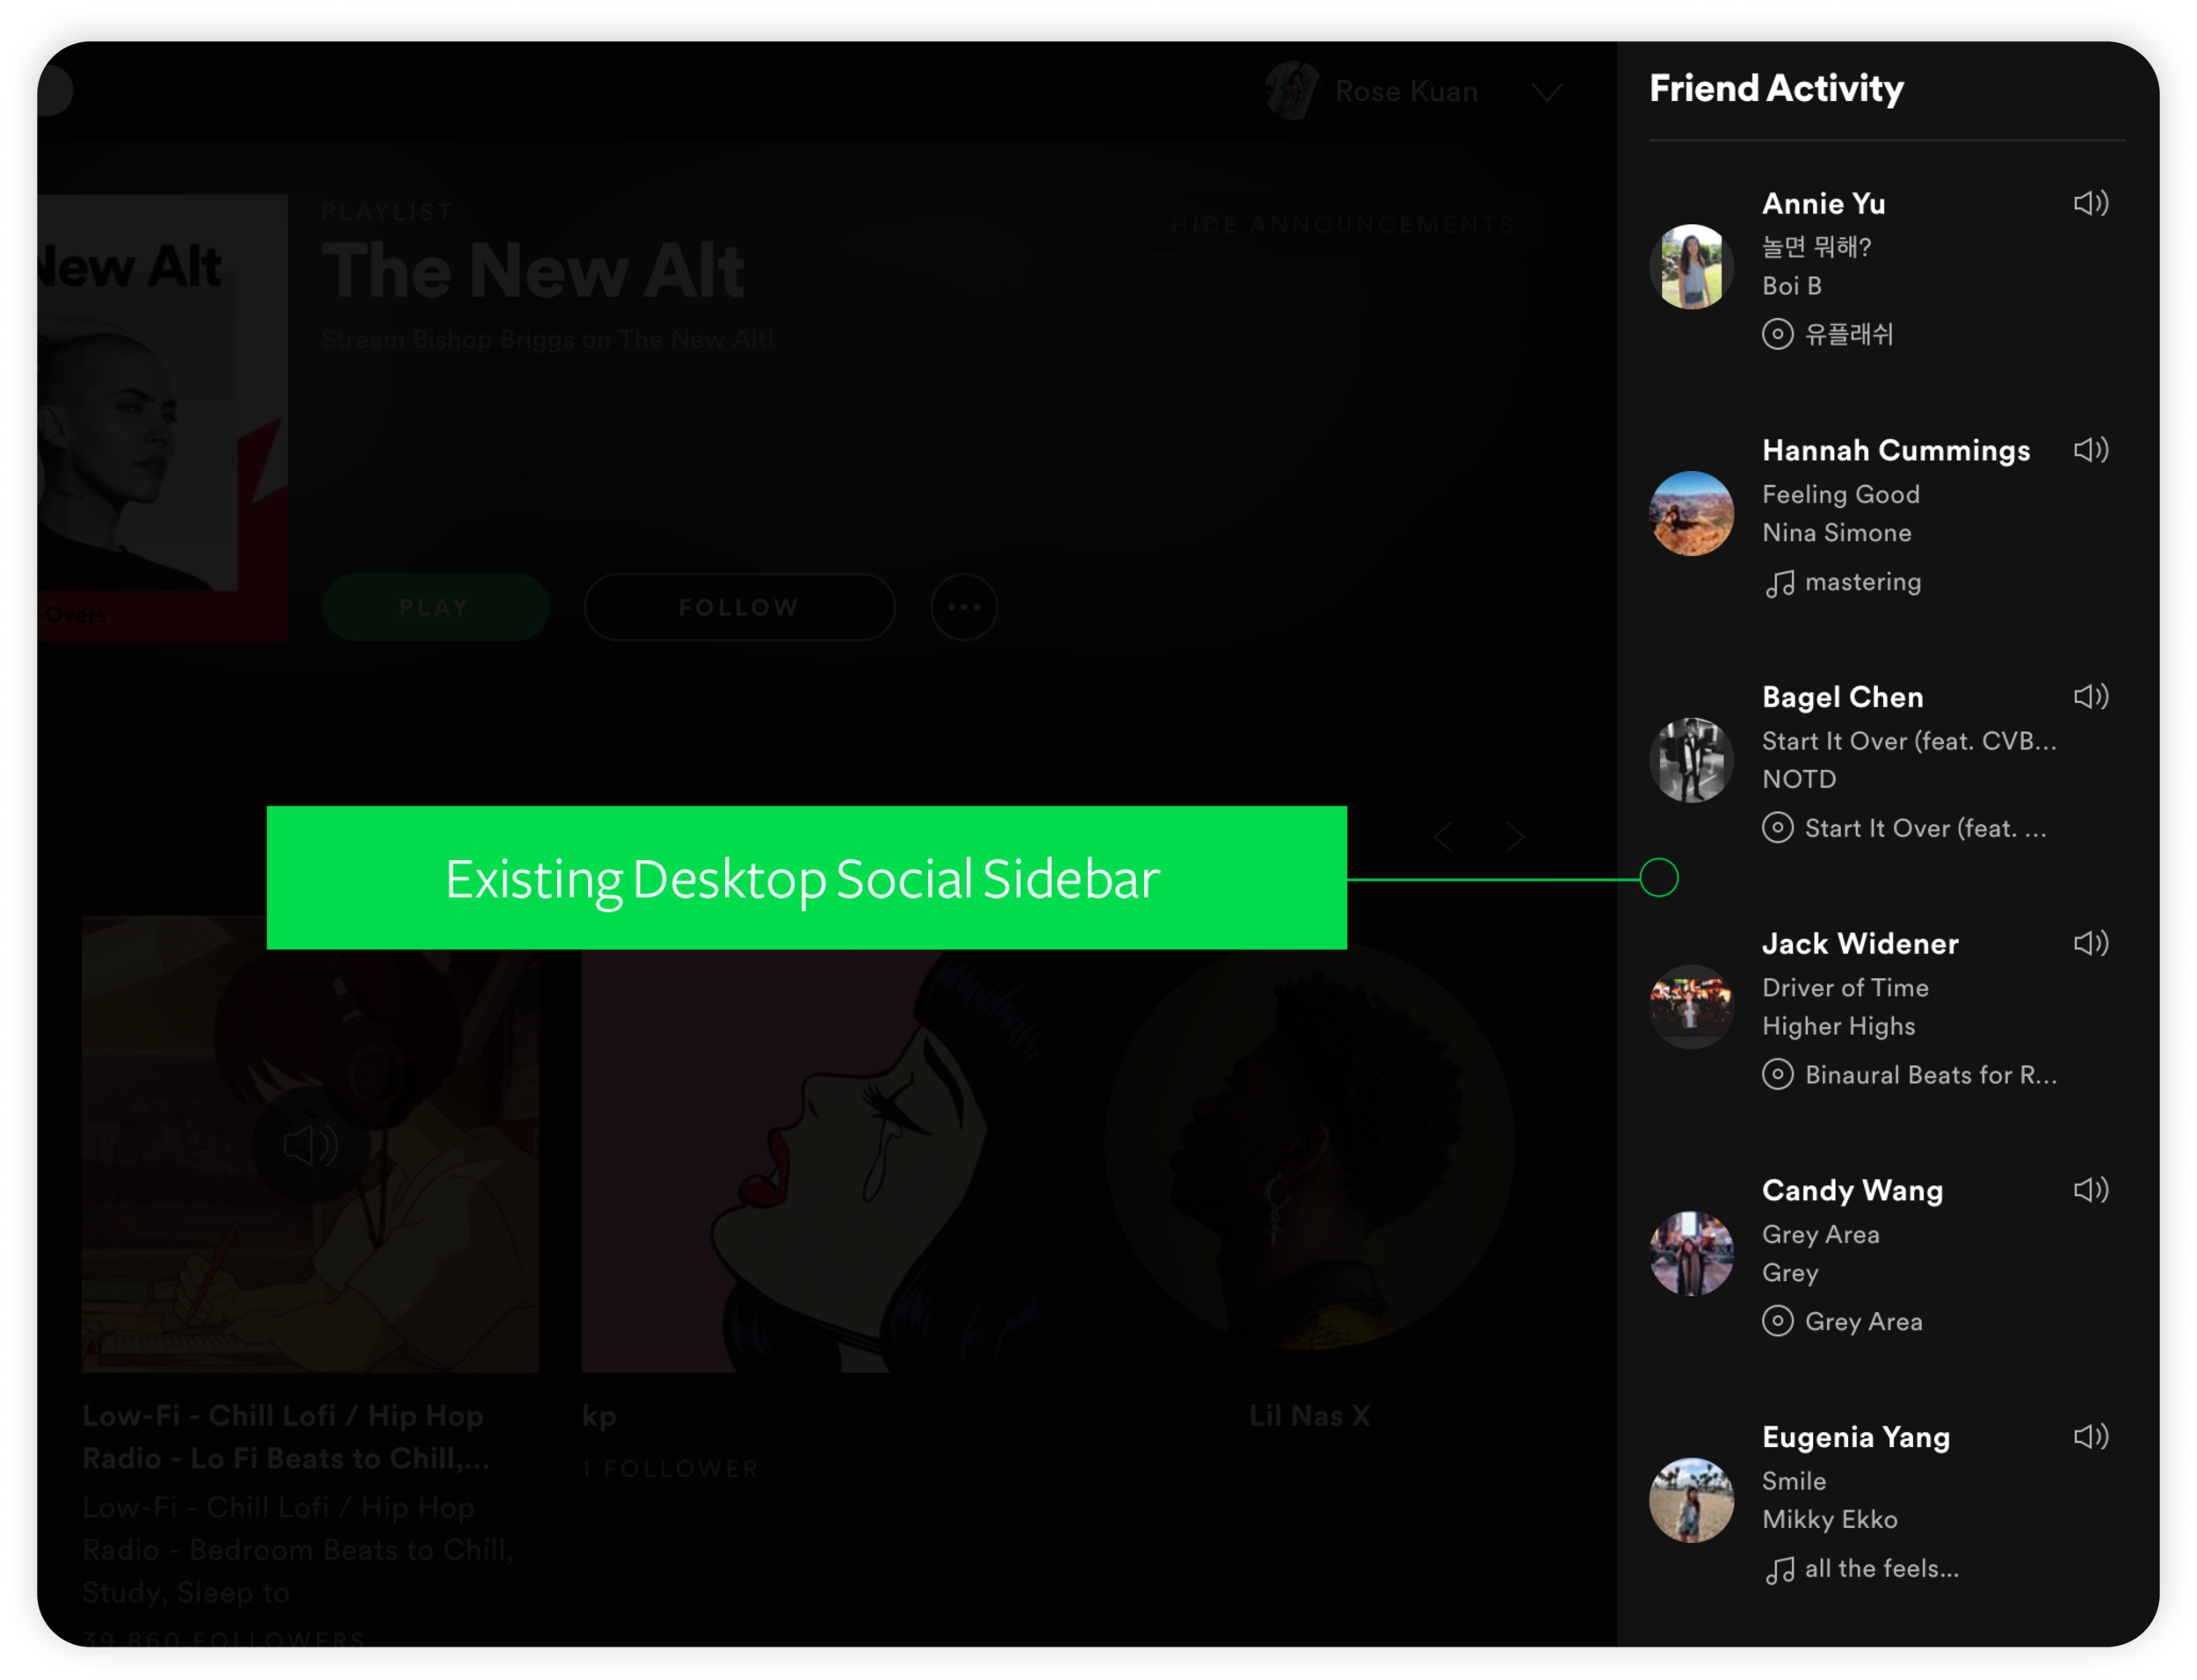 Rose Kuan
New Alt
-Overs
PLAYLIST
The New Alt
Stream Bishop Briggs on The New Alt!
HIDE ANNOUNCEMENTS
PLAY
FOLLOW
Existing Desktop Social Sidebar
Low-Fi - Chill Lofi / Hip Hop
Radio - Lo Fi Beats to Chill,...
Low-Fi - Chill Lofi / Hip Hop
Radio - Bedroom Beats to Chill,
Study, Sleep to
39,860 FOLLOWERS
kp
1 FOLLOWER
Lil Nas X
Friend Activity
Annie Yu
놀면 뭐해?
Boi B
유플래쉬
Hannah Cummings
Feeling Good
Nina Simone
mastering
Bagel Chen
Start It Over (feat. CVB...
NOTD
Start It Over (feat. ...
Jack Widener
Driver of Time
Higher Highs
Binaural Beats for R...
Candy Wang
Grey Area
Grey
Grey Area
Eugenia Yang
Smile
Mikky Ekko
all the feels...